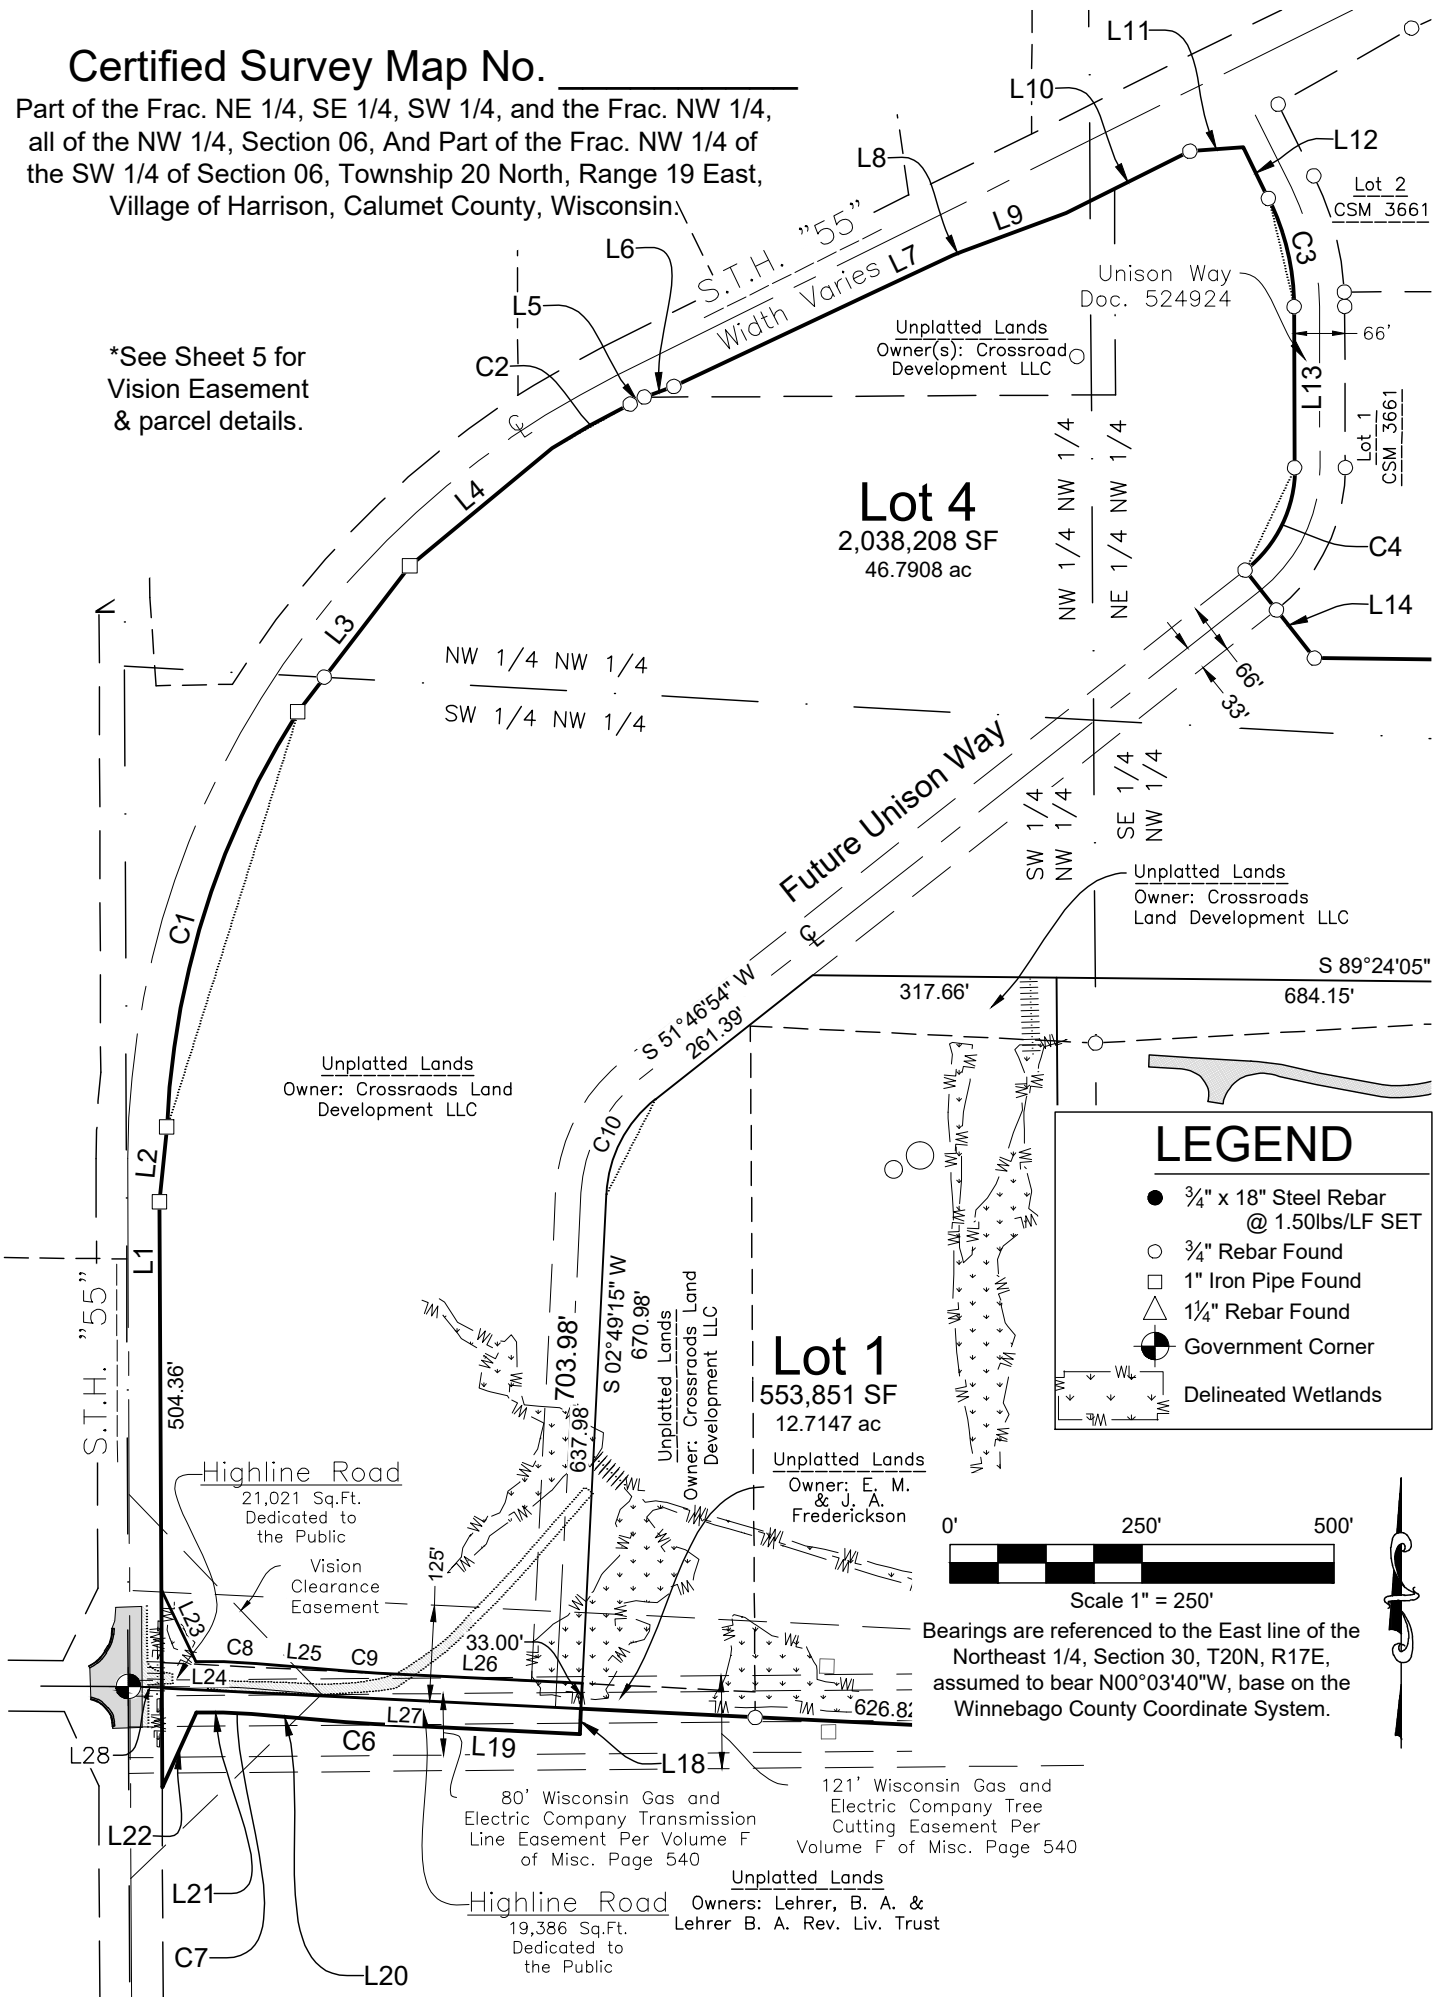 Certified Survey Map No. __________
Part of the Frac. NE 1/4, SE 1/4, SW 1/4, and the Frac. NW 1/4,
all of the NW 1/4, Section 06, And Part of the Frac. NW 1/4 of
the SW 1/4 of Section 06, Township 20 North, Range 19 East,
Village of Harrison, Calumet County, Wisconsin.
*See Sheet 5 for
Vision Easement
& parcel details.
L11
L10
L12
L8
L9
L6
L7
L5
C2
C3
L4
L3
L13
C4
L14
S.T.H. "55"
Width Varies
Lot 2
CSM 3661
Unison Way
Doc. 524924
66'
Lot 1
CSM 3661
Unplatted Lands
Owner(s): Crossroad
Development LLC
Lot 4
2,038,208 SF
46.7908 ac
NW 1/4 NW 1/4
NE 1/4 NW 1/4
NW 1/4 NW 1/4
SW 1/4 NW 1/4
66'
33'
Future Unison Way
SW 1/4
NW 1/4
SE 1/4
NW 1/4
Unplatted Lands
Owner: Crossroads
Land Development LLC
S 89°24'05"
317.66'
684.15'
S 51°46'54" W
261.39'
C1
C10
Unplatted Lands
Owner: Crossraods Land
Development LLC
L2
L1
S.T.H. "55"
504.36'
703.98'
637.98'
S 02°49'15" W
670.98'
Unplatted Lands
Owner: Crossraods Land
Development LLC
Lot 1
553,851 SF
12.7147 ac
Unplatted Lands
Owner: E. M.
& J. A.
Frederickson
LEGEND
¾" x 18" Steel Rebar
@ 1.50lbs/LF SET
¾" Rebar Found
1" Iron Pipe Found
1¼" Rebar Found
Government Corner
WL
Delineated Wetlands
WL
Highline Road
21,021 Sq.Ft.
Dedicated to
the Public
Vision
Clearance
Easement
125'
L23
C8
L25
C9
33.00'
L26
L24
L27
C6
L19
L18
L28
L22
L21
C7
L20
626.82
0'
250'
500'
Scale 1" = 250'
Bearings are referenced to the East line of the
Northeast 1/4, Section 30, T20N, R17E,
assumed to bear N00°03'40"W, base on the
Winnebago County Coordinate System.
80' Wisconsin Gas and
Electric Company Transmission
Line Easement Per Volume F
of Misc. Page 540
121' Wisconsin Gas and
Electric Company Tree
Cutting Easement Per
Volume F of Misc. Page 540
Highline Road
19,386 Sq.Ft.
Dedicated to
the Public
Unplatted Lands
Owners: Lehrer, B. A. &
Lehrer B. A. Rev. Liv. Trust